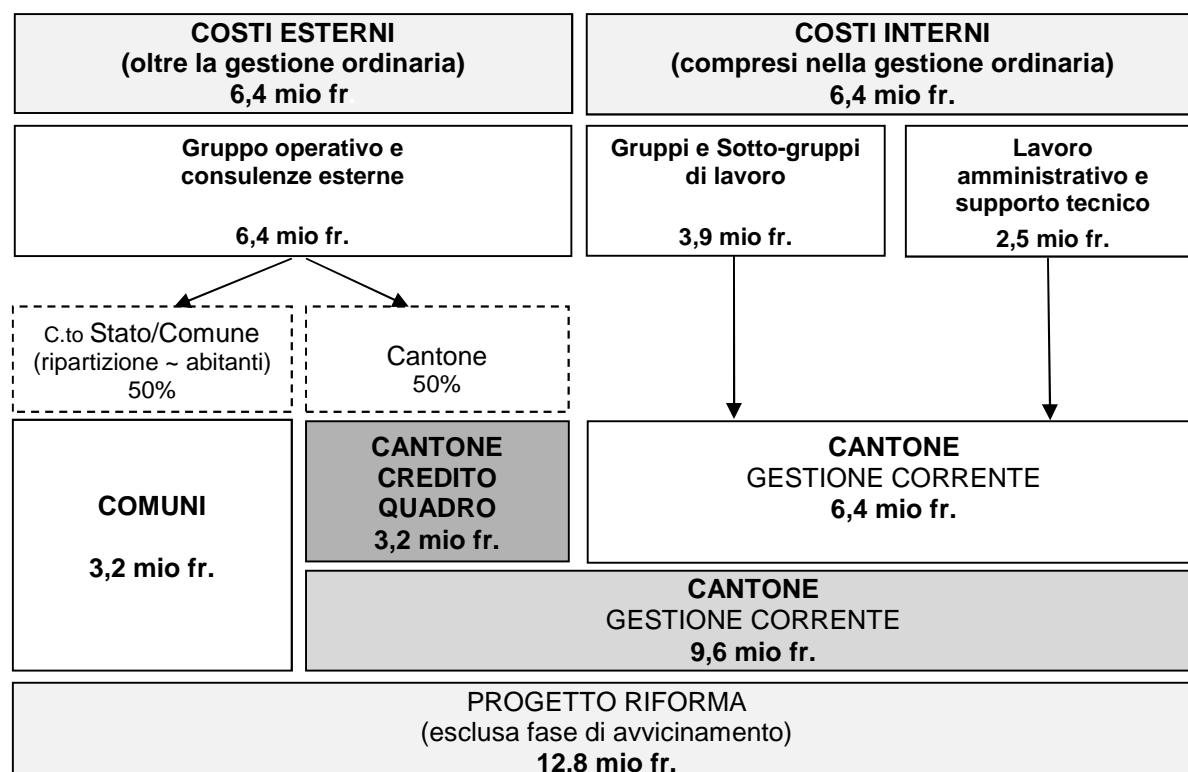 COSTI ESTERNI
(oltre la gestione ordinaria)
6,4 mio fr.
COSTI INTERNI
(compresi nella gestione ordinaria)
6,4 mio fr.
Gruppo operativo e
consulenze esterne
6,4 mio fr.
Gruppi e Sotto-gruppi
di lavoro
3,9 mio fr.
Lavoro
amministrativo e
supporto tecnico
2,5 mio fr.
C.to Stato/Comune
(ripartizione ~ abitanti)
50%
Cantone
50%
COMUNI
3,2 mio fr.
CANTONE
CREDITO
QUADRO
3,2 mio fr.
CANTONE
GESTIONE CORRENTE
6,4 mio fr.
CANTONE
GESTIONE CORRENTE
9,6 mio fr.
PROGETTO RIFORMA
(esclusa fase di avvicinamento)
12,8 mio fr.